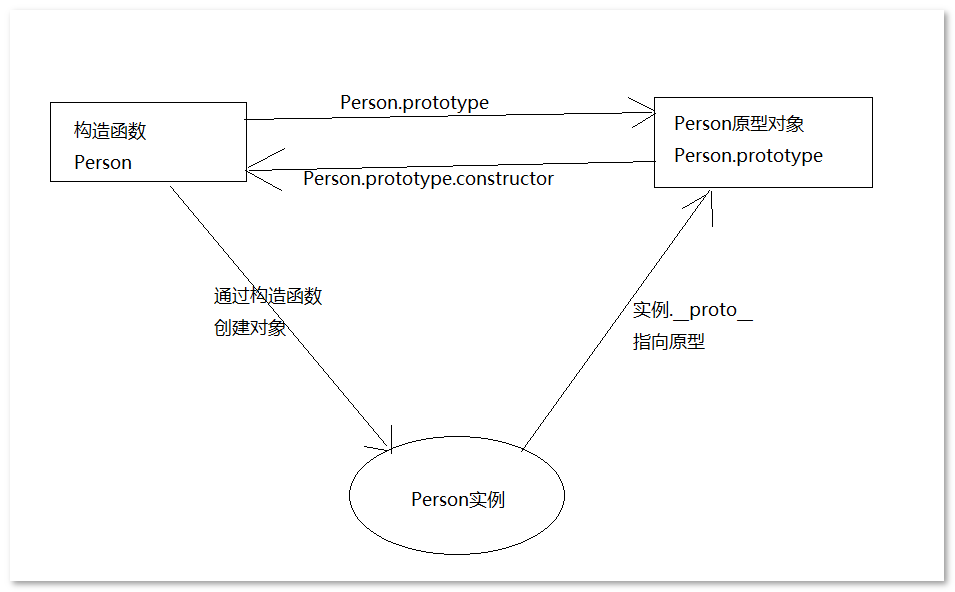 Person.prototype
构造函数
Person
Person原型对象
Person.prototype
Person.prototype.constructor
通过构造函数
创建对象
实例.__proto__
指向原型
Person实例